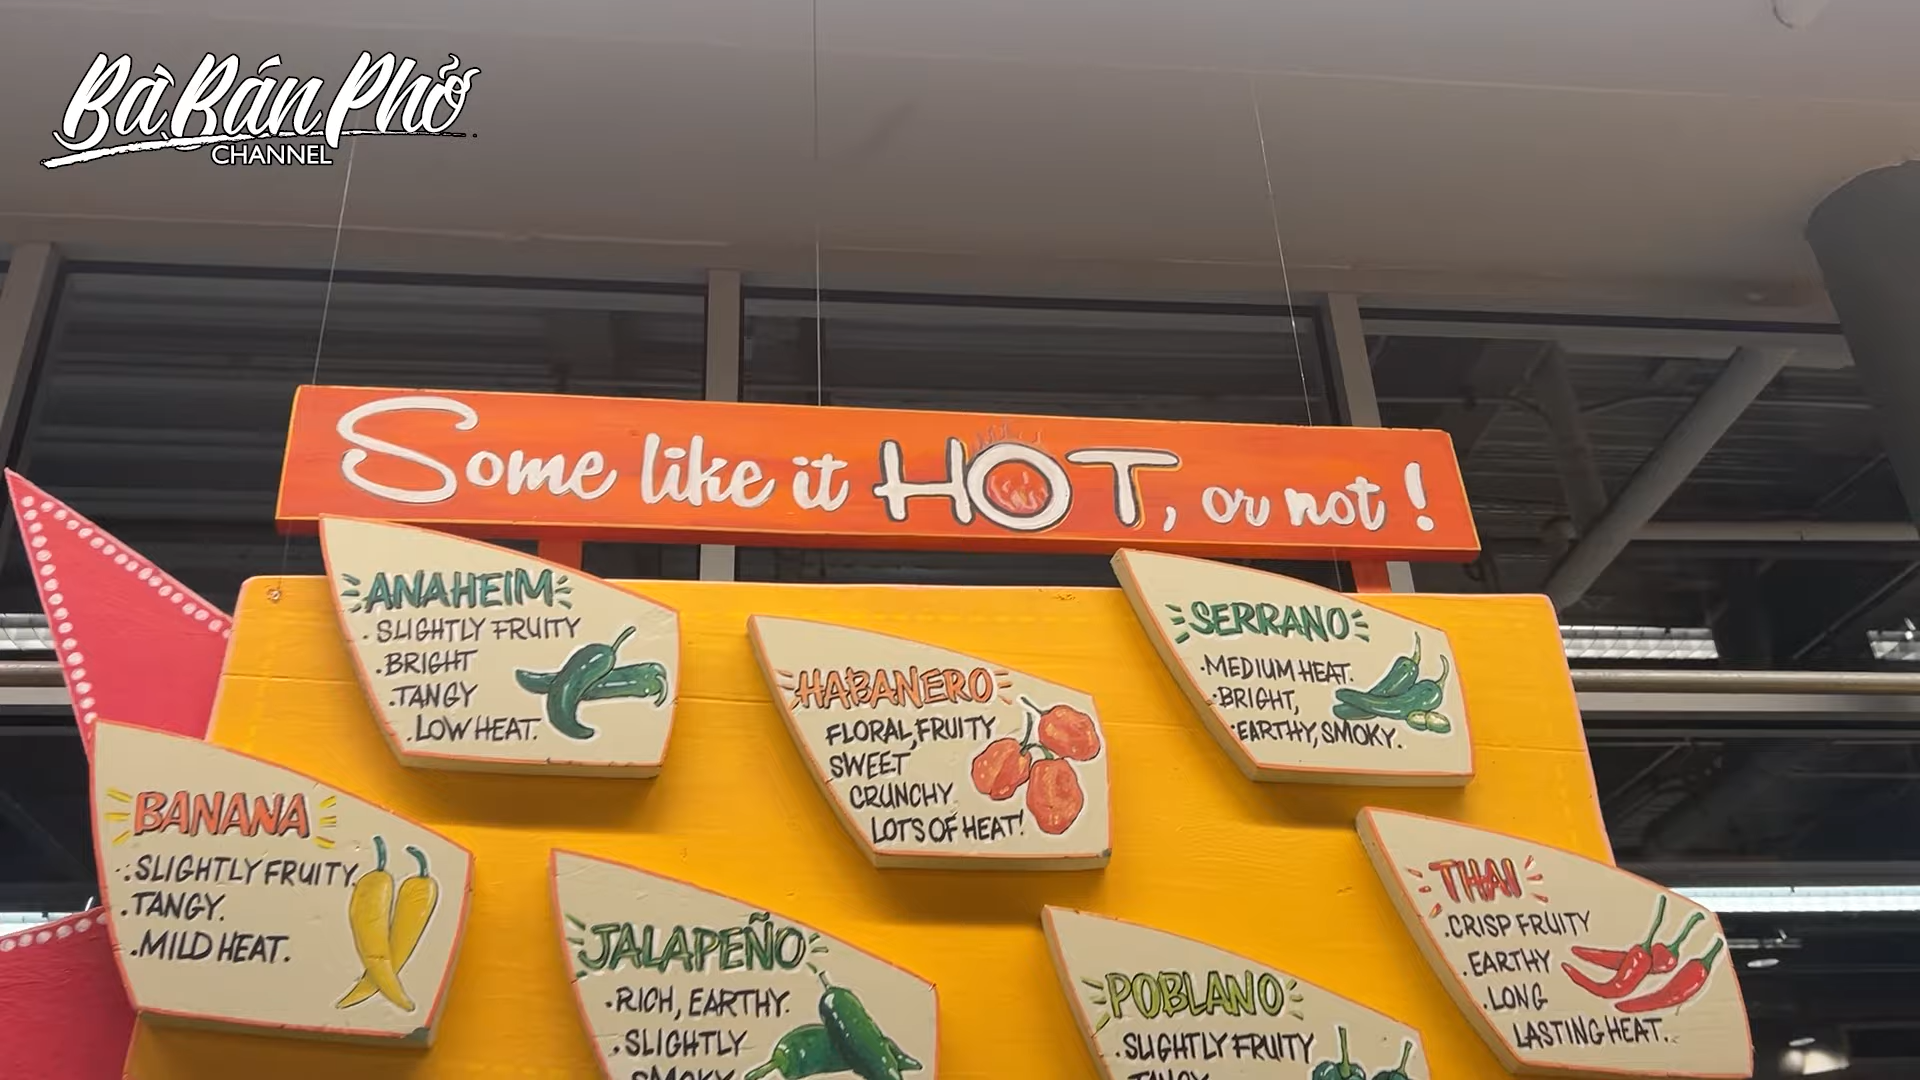 Bà Bán Phở
CHANNEL
Some like it HOT, or not!
ANAHEIM
. SLIGHTLY FRUITY
. BRIGHT
. TANGY
. LOW HEAT.
HABANERO
FLORAL, FRUITY
SWEET
CRUNCHY
LOTS OF HEAT!
SERRANO
. MEDIUM HEAT.
. BRIGHT,
. EARTHY, SMOKY.
BANANA
. SLIGHTLY FRUITY.
. TANGY.
. MILD HEAT.
JALAPEÑO
. RICH, EARTHY.
. SLIGHTLY
SMOKY
POBLANO
. SLIGHTLY FRUITY
TANGY
THAI
. CRISP FRUITY
. EARTHY
. LONG
LASTING HEAT.